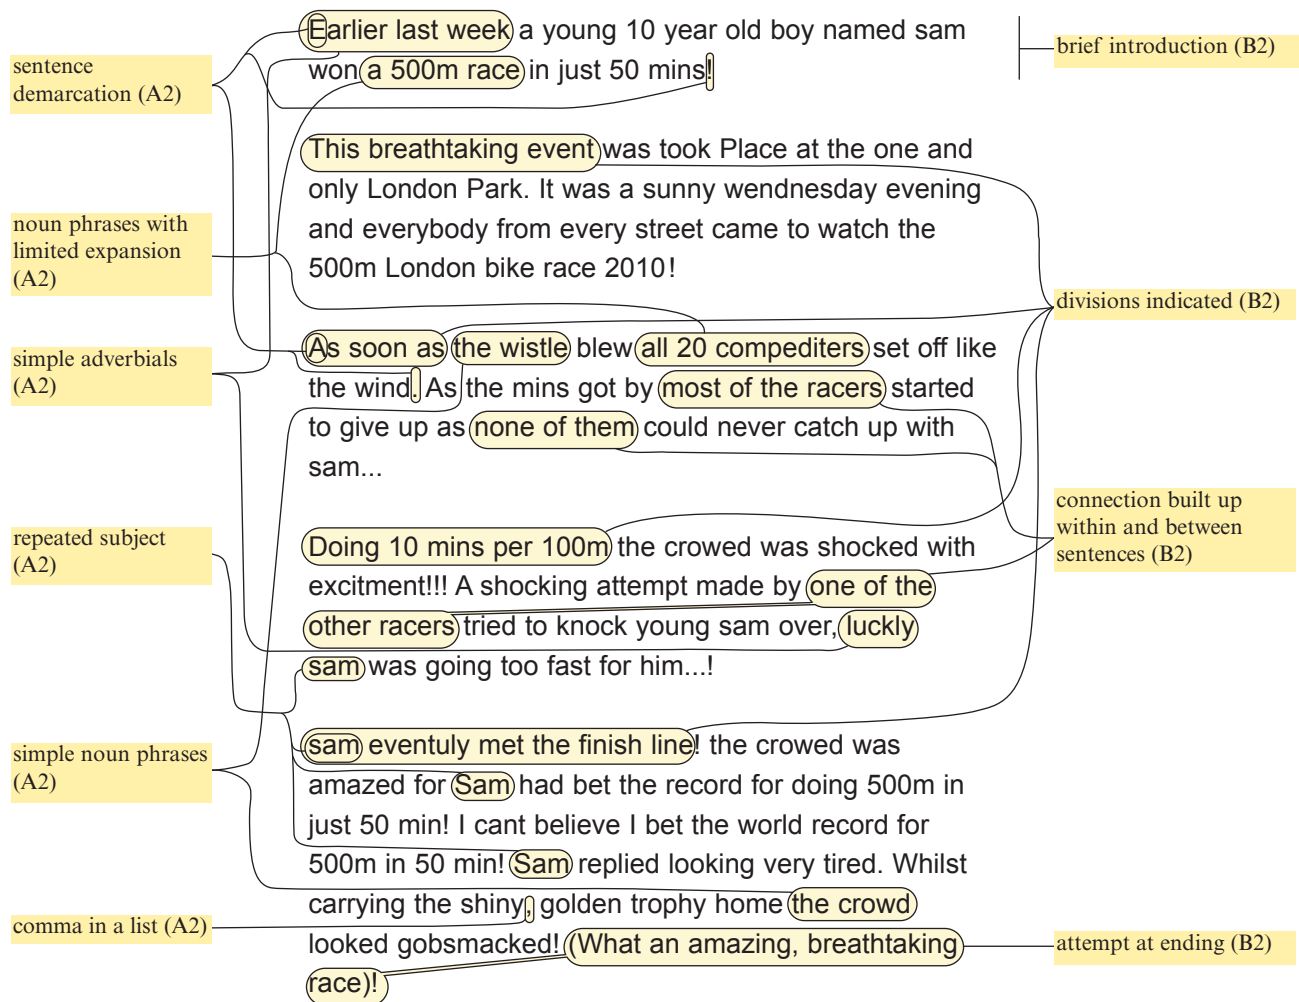 Earlier last week a young 10 year old boy named sam
won a 500m race in just 50 mins!
This breathtaking event was took Place at the one and
only London Park. It was a sunny wendnesday evening
and everybody from every street came to watch the
500m London bike race 2010!
As soon as the wistle blew all 20 compediters set off like
the wind. As the mins got by most of the racers started
to give up as none of them could never catch up with
sam...
Doing 10 mins per 100m the crowed was shocked with
excitment!!! A shocking attempt made by one of the
other racers tried to knock young sam over, luckly
sam was going too fast for him...!
sam eventuly met the finish line! the crowed was
amazed for Sam had bet the record for doing 500m in
just 50 min! I cant believe I bet the world record for
500m in 50 min! Sam replied looking very tired. Whilst
carrying the shiny, golden trophy home the crowd
looked gobsmacked! (What an amazing, breathtaking
race)!
sentence
demarcation (A2)
noun phrases with
limited expansion
(A2)
simple adverbials
(A2)
repeated subject
(A2)
simple noun phrases
(A2)
comma in a list (A2)
brief introduction (B2)
divisions indicated (B2)
connection built up
within and between
sentences (B2)
attempt at ending (B2)